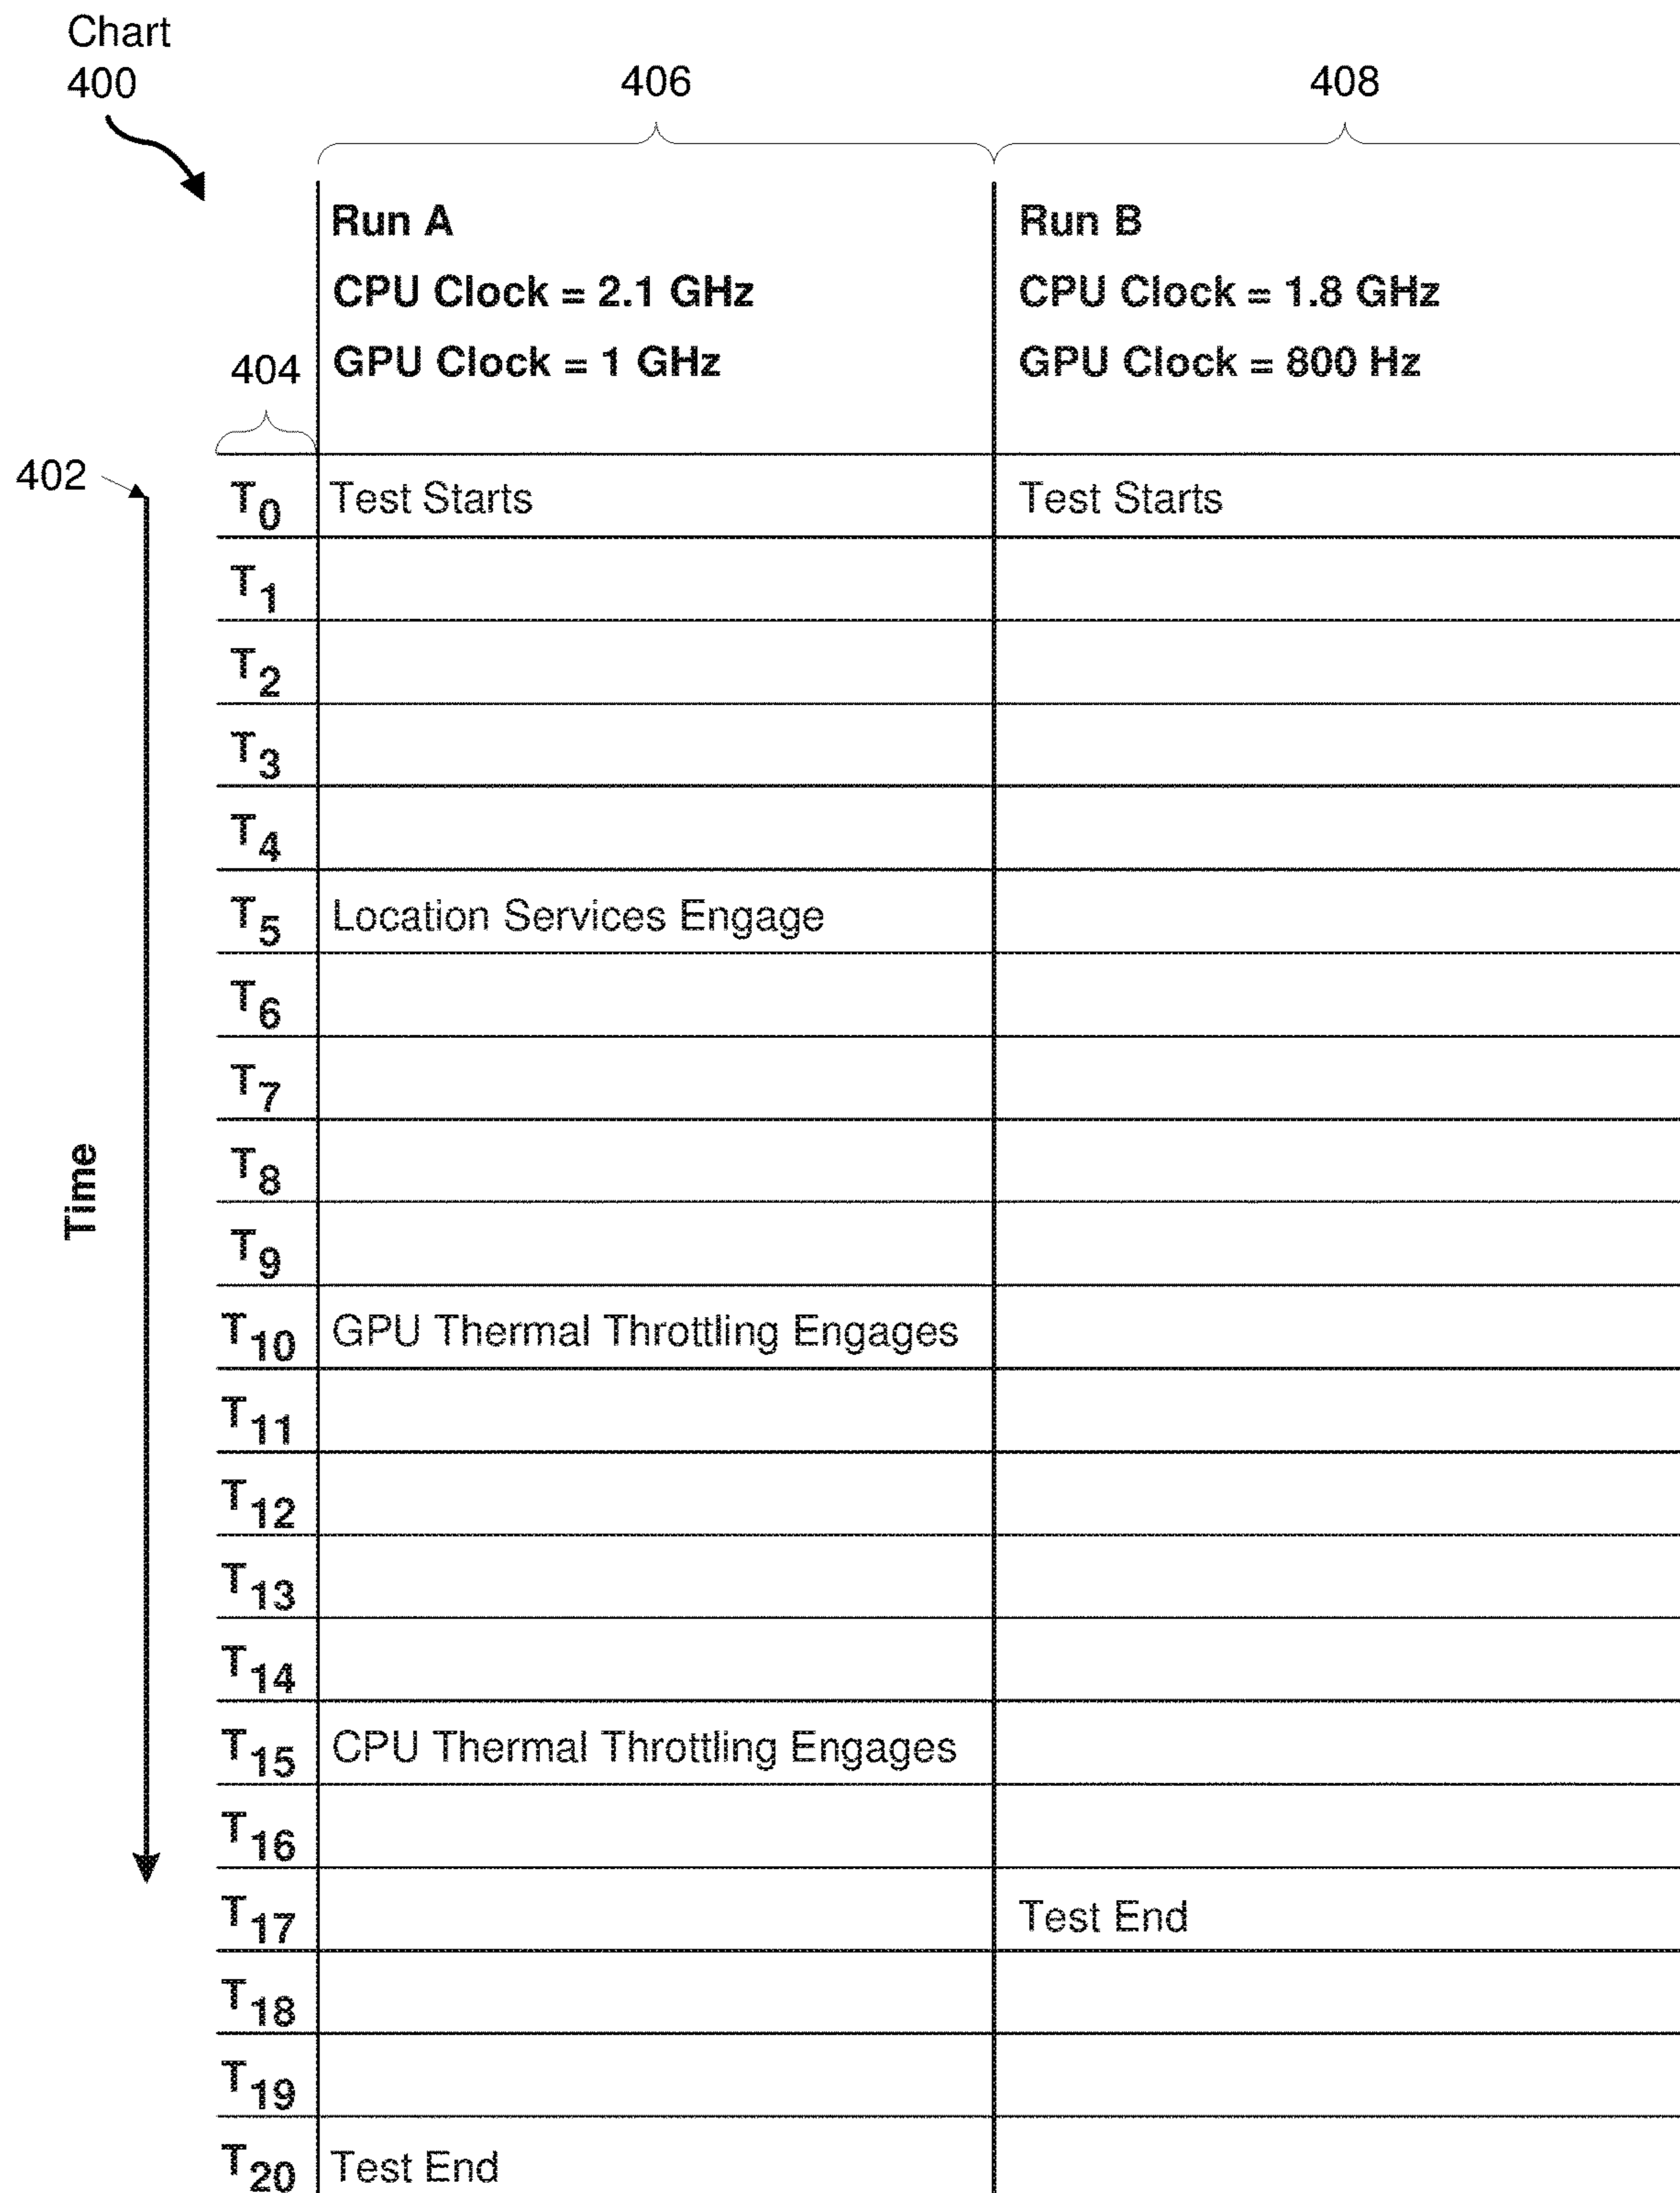 Chart
400
406
408
Run A
CPU Clock = 2.1 GHz
GPU Clock = 1 GHz
Run B
CPU Clock = 1.8 GHz
GPU Clock = 800 Hz
404
402
Time
T0 Test Starts Test Starts
T1
T2
T3
T4
T5 Location Services Engage
T6
T7
T8
T9
T10 GPU Thermal Throttling Engages
T11
T12
T13
T14
T15 CPU Thermal Throttling Engages
T16
T17 Test End
T18
T19
T20 Test End